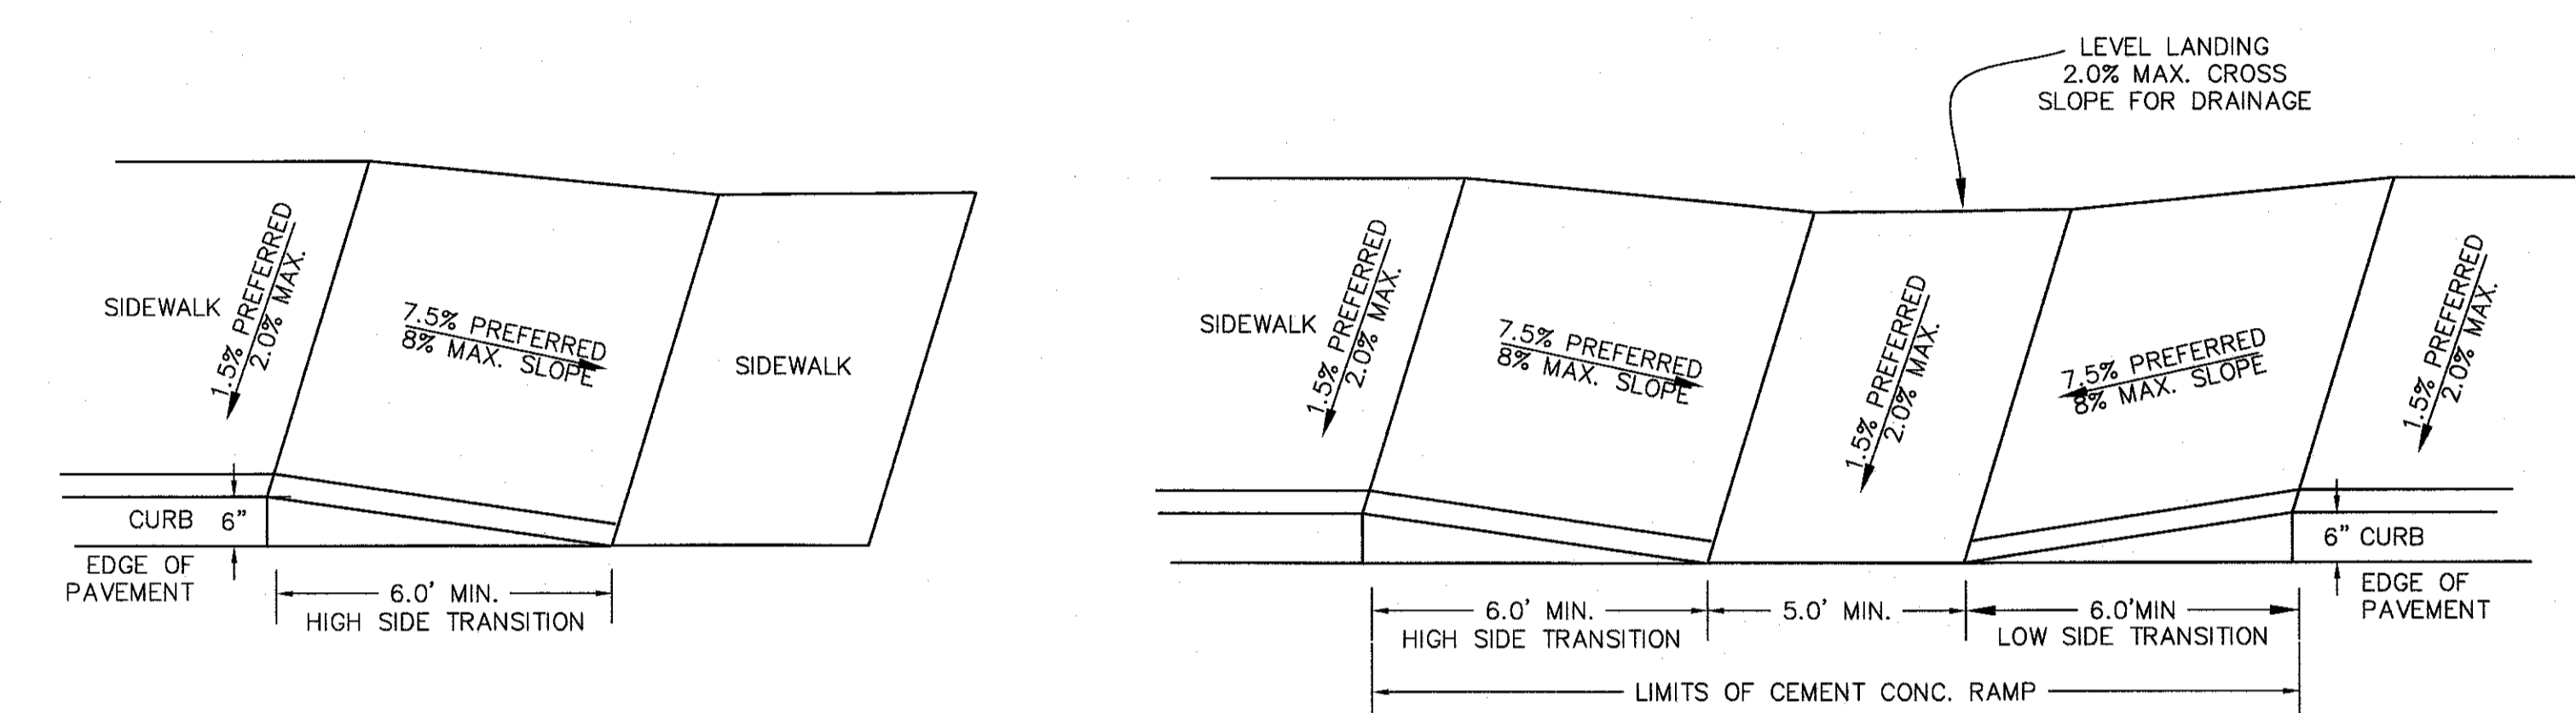 SIDEWALK
1.5% PREFERRED
2.0% MAX.
7.5% PREFERRED
8% MAX. SLOPE
SIDEWALK
CURB 6"
EDGE OF
PAVEMENT
6.0' MIN.
HIGH SIDE TRANSITION
LEVEL LANDING
2.0% MAX. CROSS
SLOPE FOR DRAINAGE
SIDEWALK
1.5% PREFERRED
2.0% MAX.
7.5% PREFERRED
8% MAX. SLOPE
1.5% PREFERRED
2.0% MAX.
7.5% PREFERRED
8% MAX. SLOPE
1.5% PREFERRED
2.0% MAX.
6" CURB
EDGE OF
PAVEMENT
6.0' MIN.
HIGH SIDE TRANSITION
5.0' MIN.
6.0'MIN
LOW SIDE TRANSITION
LIMITS OF CEMENT CONC. RAMP